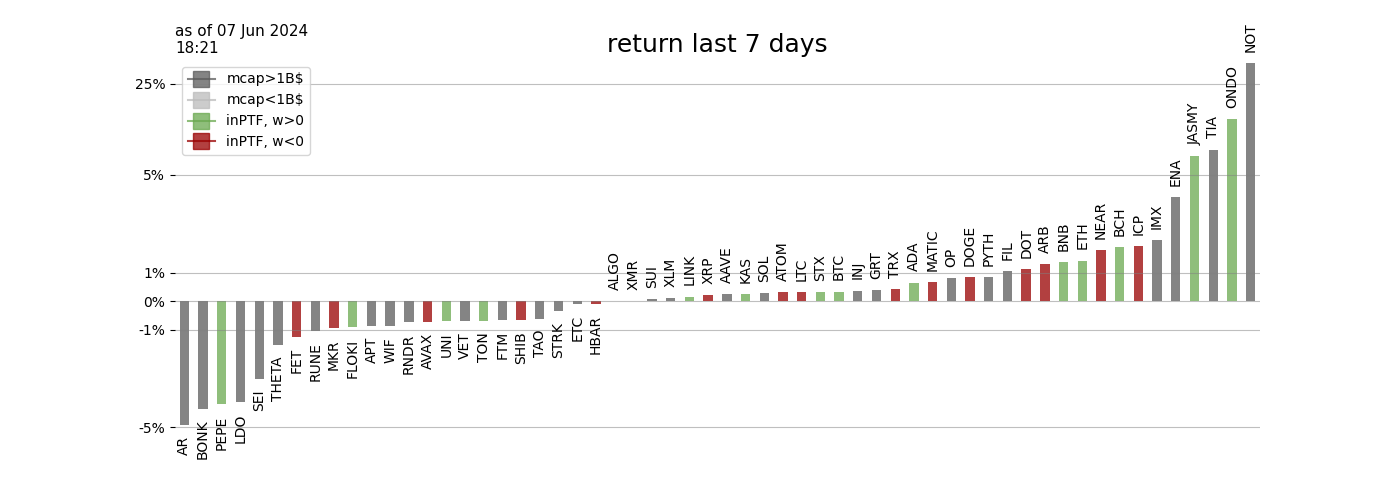 as of 07 Jun 2024
18:21
return last 7 days
mcap>1B$
mcap<1B$
inPTF, w>0
inPTF, w<0
25%
5%
1%
0%
-1%
-5%
AR
BONK
PEPE
LDO
SEI
THETA
FET
RUNE
MKR
FLOKI
APT
WIF
RNDR
AVAX
UNI
VET
TON
FTM
SHIB
TAO
STRK
ETC
HBAR
ALGO
XMR
SUI
XLM
LINK
XRP
AAVE
KAS
SOL
ATOM
LTC
STX
BTC
INJ
GRT
TRX
ADA
MATIC
OP
DOGE
PYTH
FIL
DOT
ARB
BNB
ETH
NEAR
BCH
ICP
IMX
ENA
JASMY
TIA
ONDO
NOT